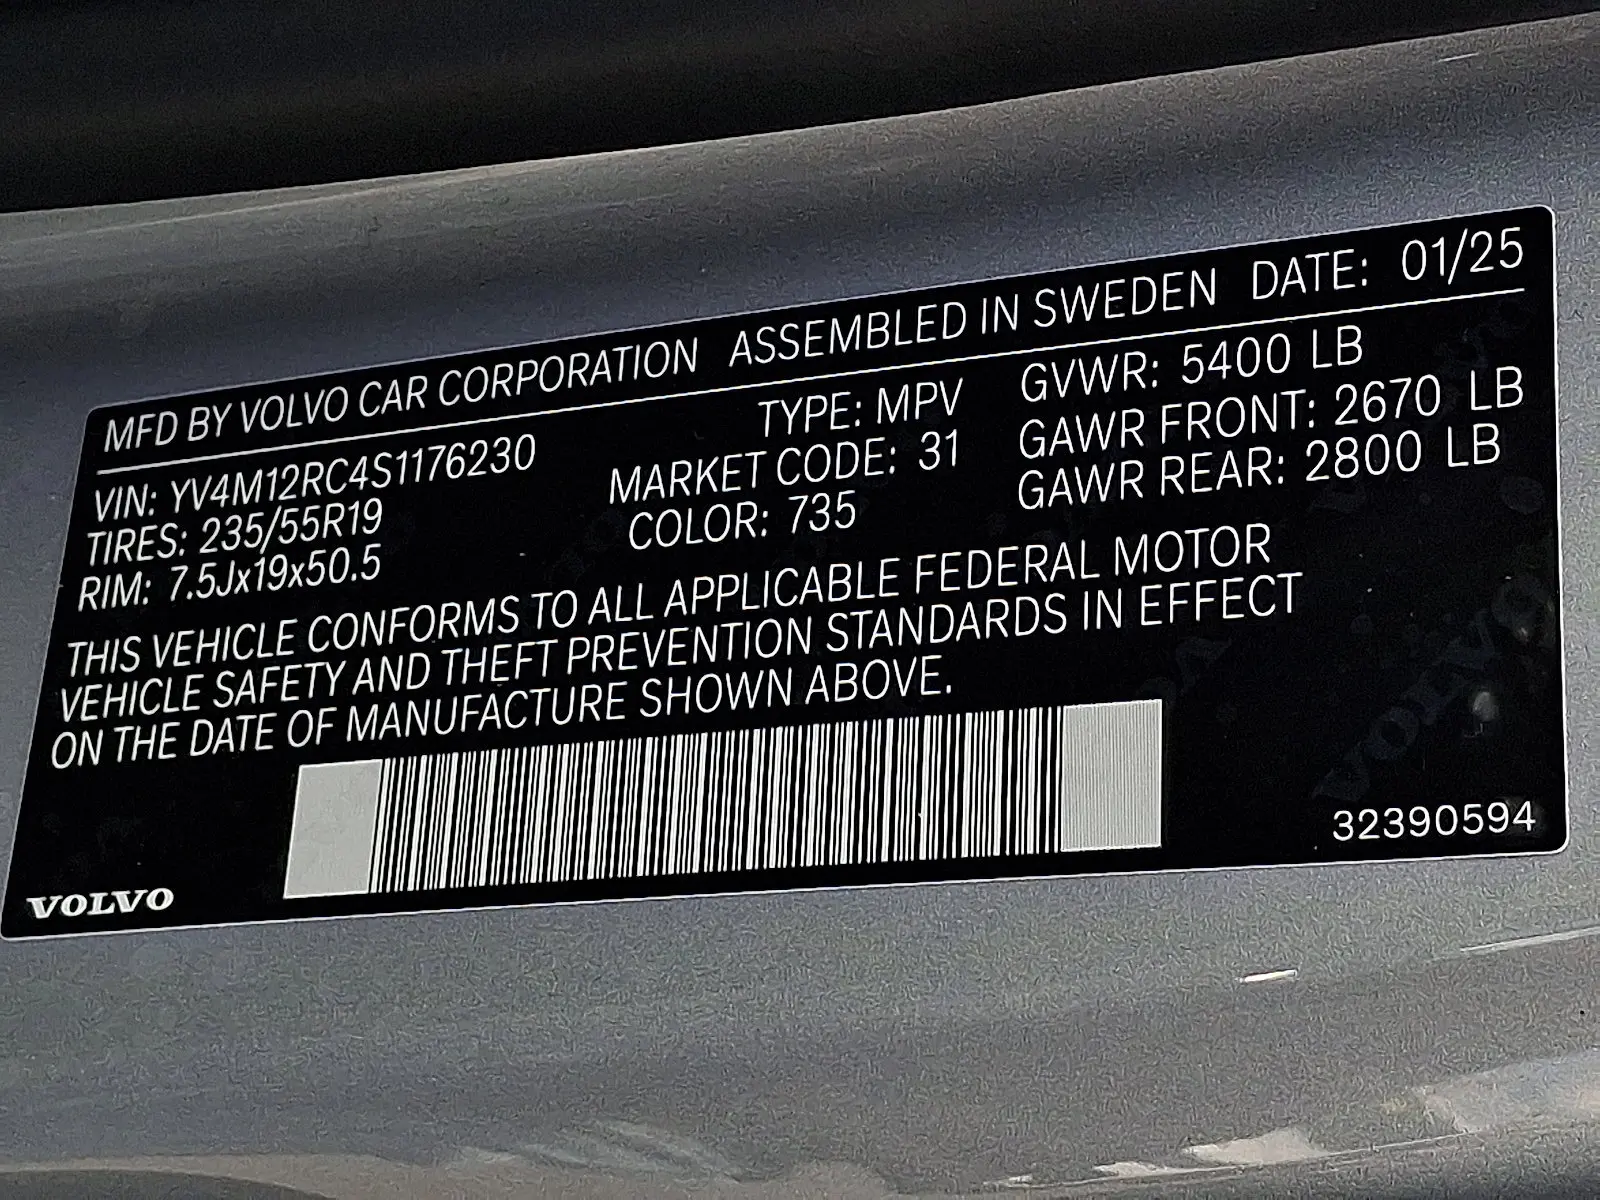 MFD BY VOLVO CAR CORPORATION ASSEMBLED IN SWEDEN DATE: 01/25
VIN: YV4M12RC4S1176230 TYPE: MPV GVWR: 5400 LB
TIRES: 235/55R19 MARKET CODE: 31 GAWR FRONT: 2670 LB
RIM: 7.5Jx19x50.5 COLOR: 735 GAWR REAR: 2800 LB
THIS VEHICLE CONFORMS TO ALL APPLICABLE FEDERAL MOTOR
VEHICLE SAFETY AND THEFT PREVENTION STANDARDS IN EFFECT
ON THE DATE OF MANUFACTURE SHOWN ABOVE.
32390594
VOLVO